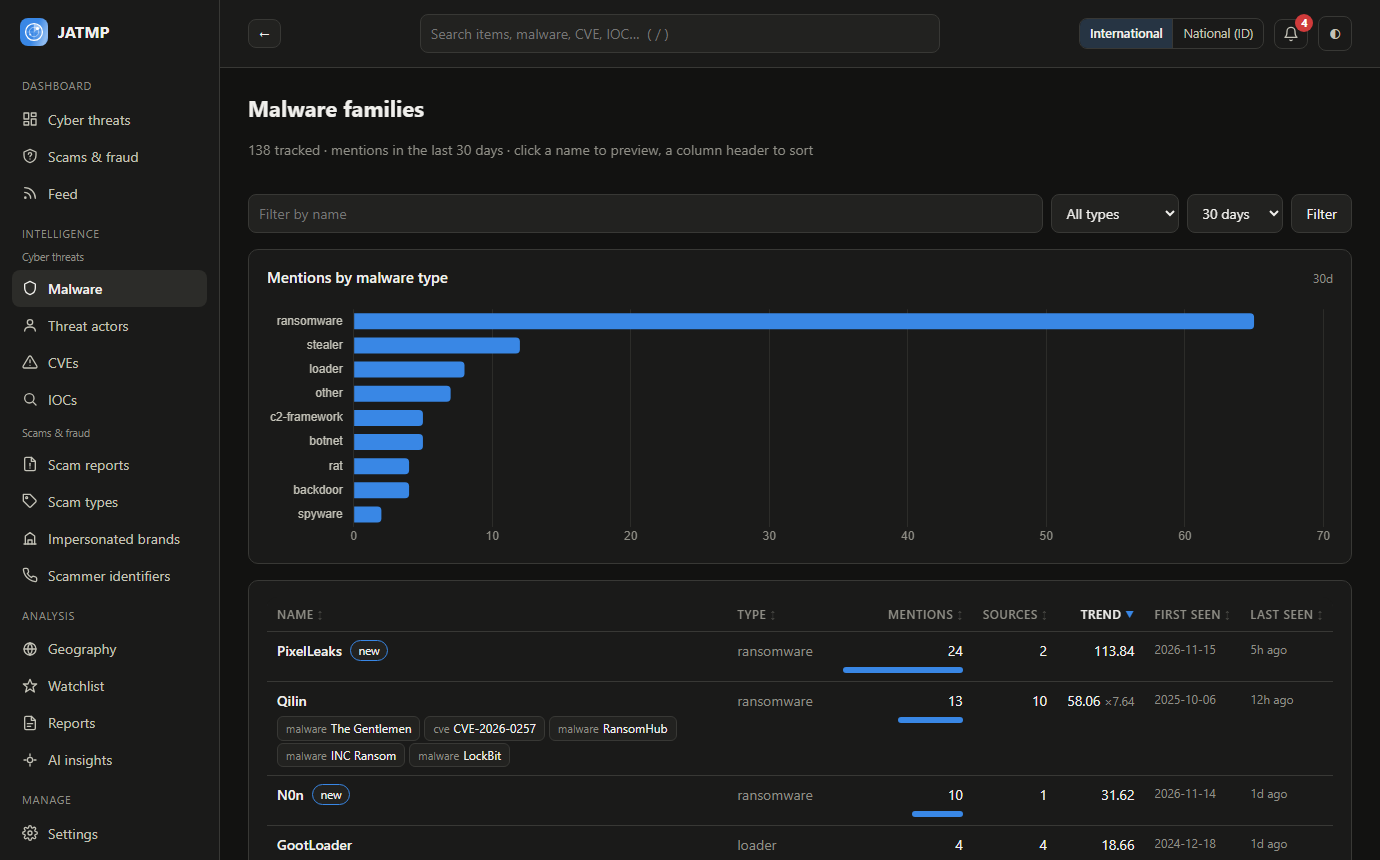 JATMP
←
Search items, malware, CVE, IOC... ( / )
International National (ID)
4
DASHBOARD
Cyber threats
Scams & fraud
Feed
INTELLIGENCE
Cyber threats
Malware
Threat actors
CVEs
IOCs
Scams & fraud
Scam reports
Scam types
Impersonated brands
Scammer identifiers
ANALYSIS
Geography
Watchlist
Reports
AI insights
MANAGE
Settings
Malware families
138 tracked · mentions in the last 30 days · click a name to preview, a column header to sort
Filter by name All types 30 days Filter
Mentions by malware type 30d
ransomware
stealer
loader
other
c2-framework
botnet
rat
backdoor
spyware
0 10 20 30 40 50 60 70
NAME TYPE MENTIONS SOURCES TREND ▼ FIRST SEEN LAST SEEN
PixelLeaks new ransomware 24 2 113.84 2026-11-15 5h ago
Qilin ransomware 13 10 58.06 ×7.64 2025-10-06 12h ago
malware The Gentlemen cve CVE-2026-0257 malware RansomHub
malware INC Ransom malware LockBit
N0n new ransomware 10 1 31.62 2026-11-14 1d ago
GootLoader loader 4 4 18.66 2024-12-18 1d ago